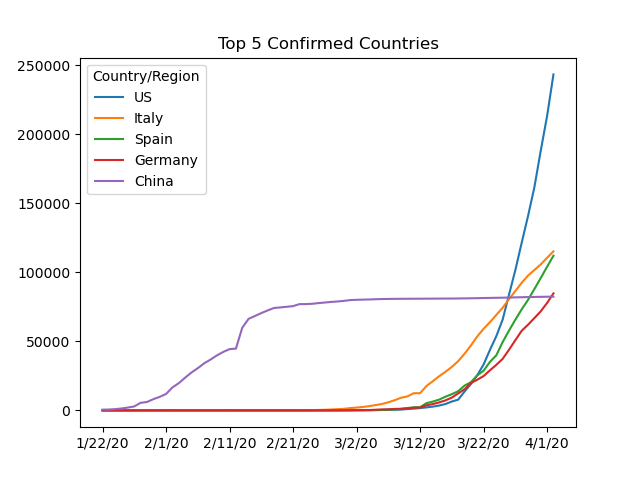 Top 5 Confirmed Countries
250000
200000
150000
100000
50000
0
Country/Region
US
Italy
Spain
Germany
China
1/22/20 2/1/20 2/11/20 2/21/20 3/2/20 3/12/20 3/22/20 4/1/20